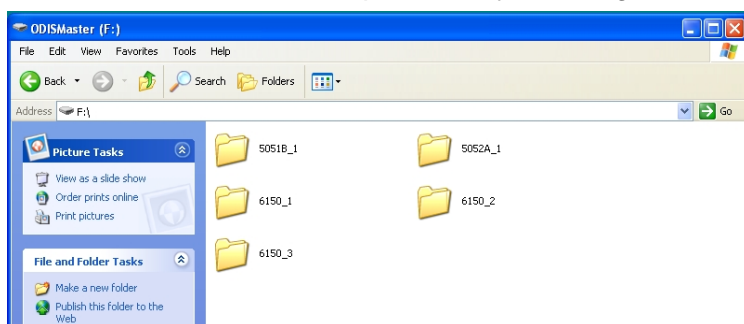 ODISMaster (F:)
File Edit View Favorites Tools Help
Back Search Folders
Address F:\ Go
Picture Tasks
View as a slide show
Order prints online
Print pictures
File and Folder Tasks
Make a new folder
Publish this folder to the
Web
5051B_1 5052A_1
6150_1 6150_2
6150_3